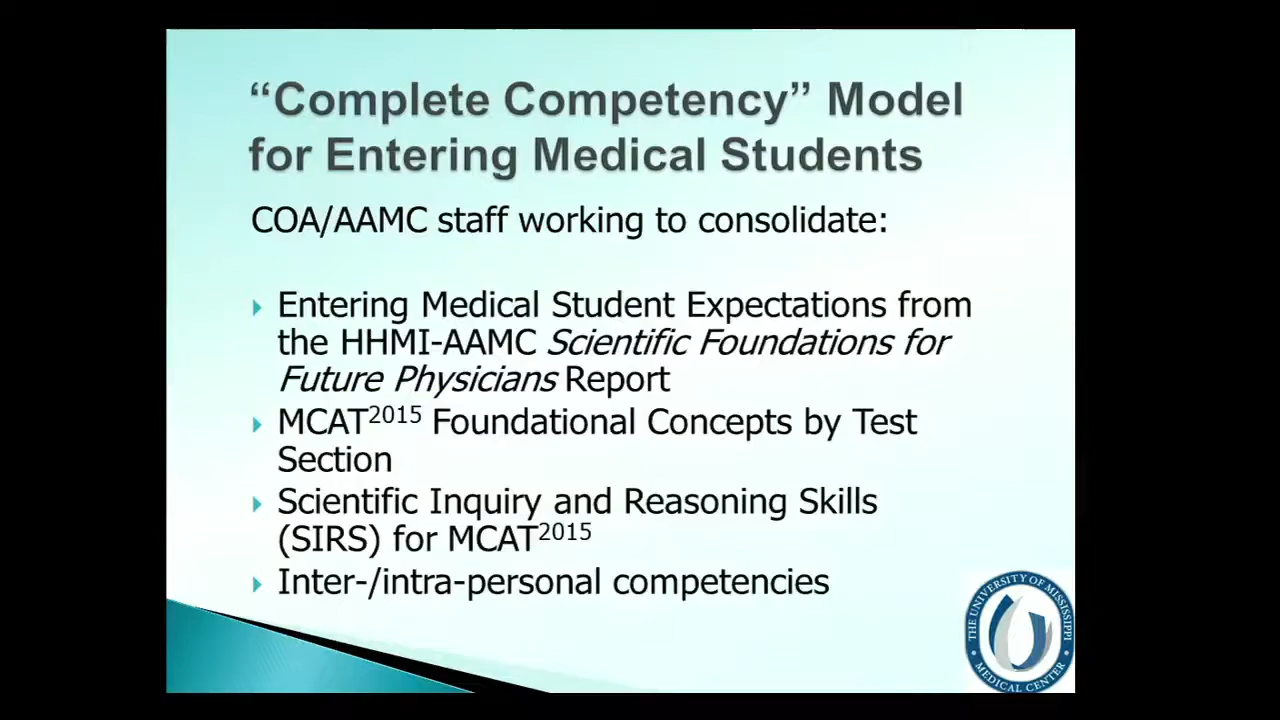 “Complete Competency” Model
for Entering Medical Students
COA/AAMC staff working to consolidate:
Entering Medical Student Expectations from
the HHMI-AAMC Scientific Foundations for
Future Physicians Report
MCAT2015 Foundational Concepts by Test
Section
Scientific Inquiry and Reasoning Skills
(SIRS) for MCAT2015
Inter-/intra-personal competencies
THE UNIVERSITY OF MISSISSIPPI
MEDICAL CENTER